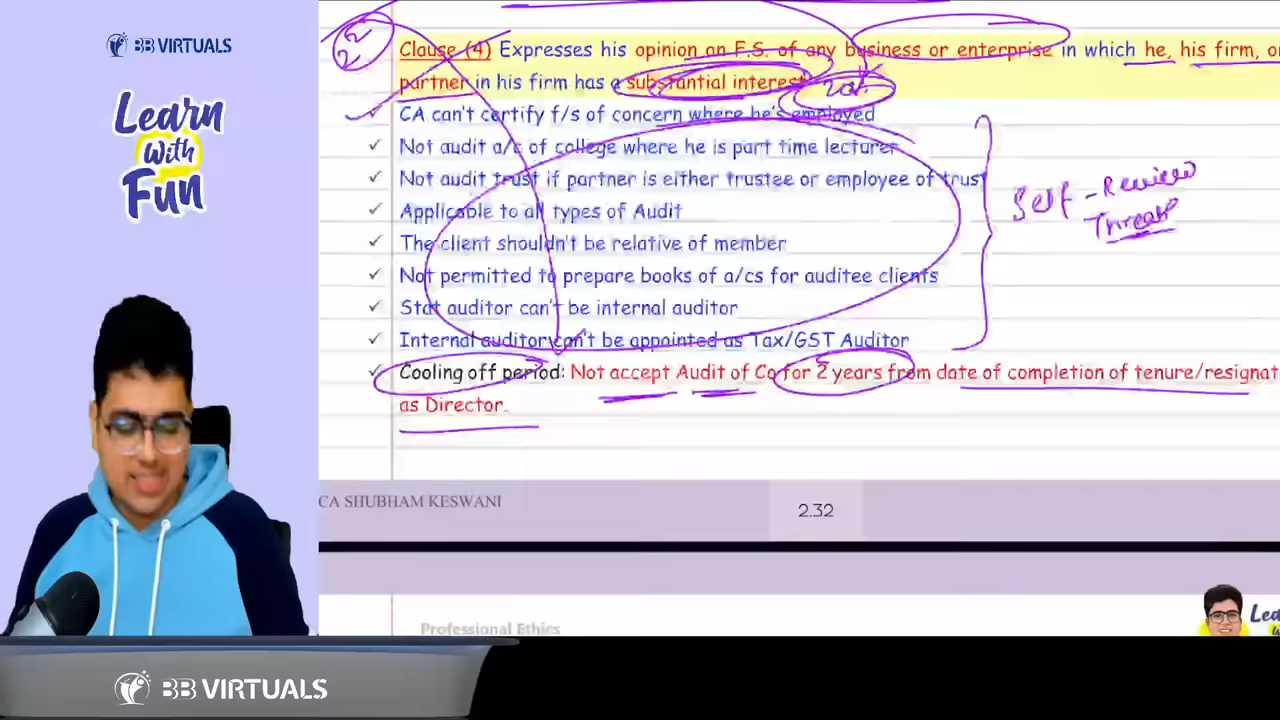 BB VIRTUALS
Learn
With
Fun
2 2
Clause (4) Expresses his opinion on F.S. of any business or enterprise in which he, his firm, o
partner in his firm has a substantial interest 20%
CA can't certify f/s of concern where he's employed
Not audit a/c of college where he is part time lecturer
Not audit trust if partner is either trustee or employee of trust
Applicable to all types of Audit
The client shouldn't be relative of member
Not permitted to prepare books of a/cs for auditee clients
Stat auditor can't be internal auditor
Internal auditor can't be appointed as Tax/GST Auditor
Self-Review
Threat
Cooling off period: Not accept Audit of Co for 2 years from date of completion of tenure/resignat
as Director.
CA SHUBHAM KESWANI
2.32
Professional Ethics
BB VIRTUALS